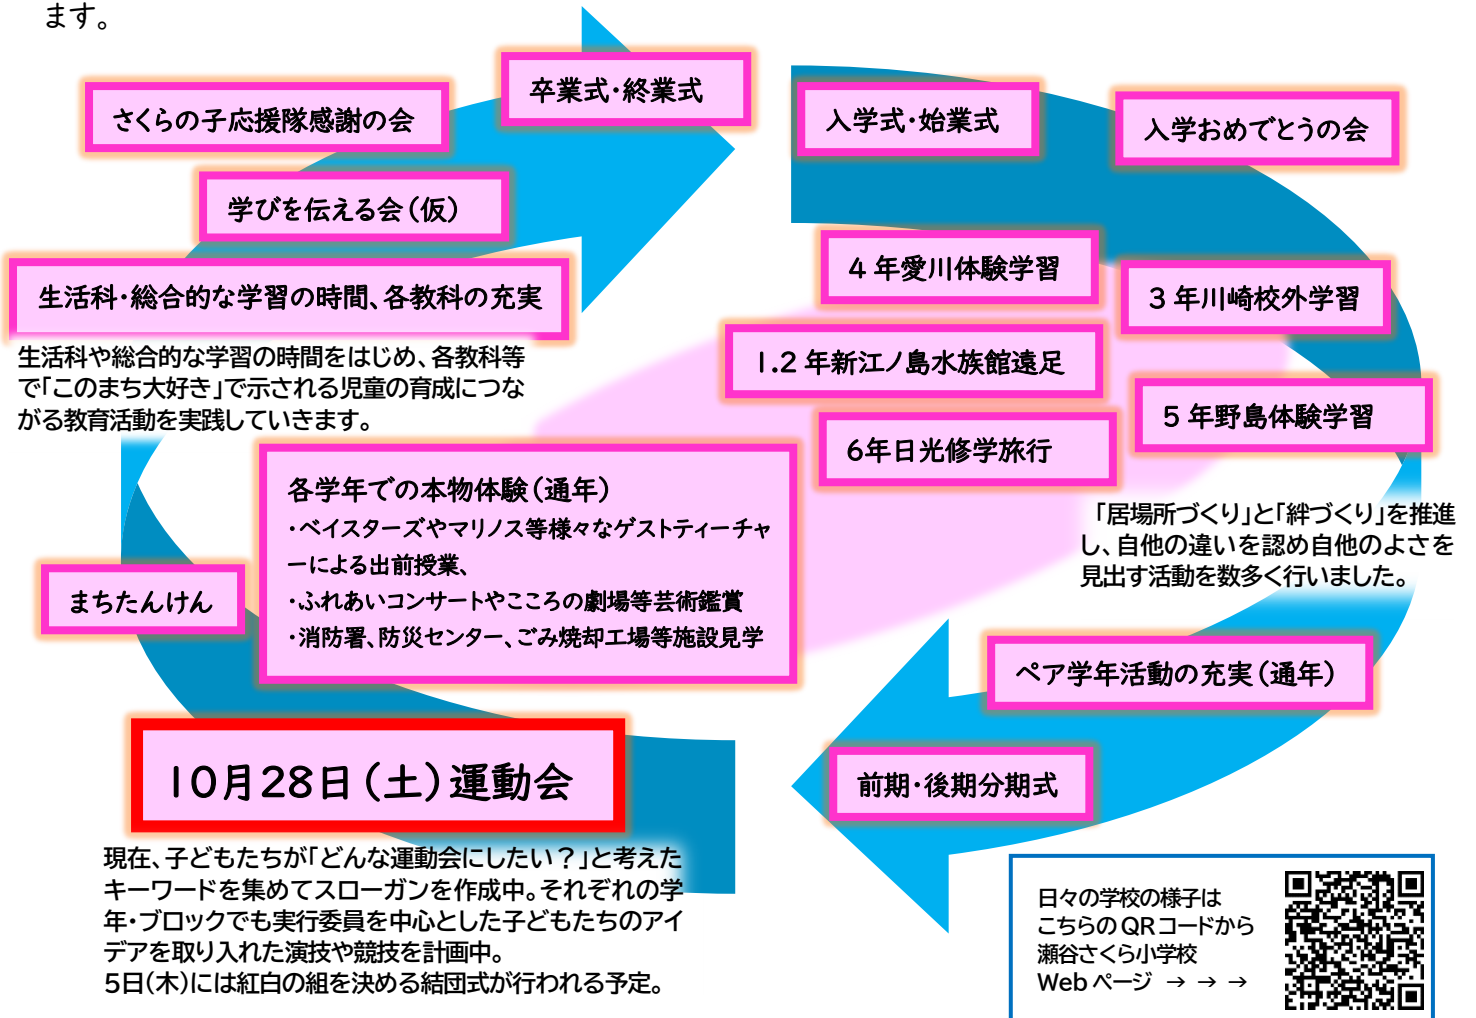 ます。
卒業式・終業式
さくらの子応援隊感謝の会
学びを伝える会（仮）
生活科・総合的な学習の時間、各教科の充実
生活科や総合的な学習の時間をはじめ、各教科等
で「このまち大好き」で示される児童の育成につな
がる教育活動を実践していきます。
入学式・始業式
入学おめでとうの会
4 年愛川体験学習
3 年川崎校外学習
1.2 年新江ノ島水族館遠足
5 年野島体験学習
6年日光修学旅行
「居場所づくり」と「絆づくり」を推進
し、自他の違いを認め自他のよさを
見出す活動を数多く行いました。
各学年での本物体験（通年）
・ベイスターズやマリノス等様々なゲストティーチャ
ーによる出前授業、
・ふれあいコンサートやこころの劇場等芸術鑑賞
・消防署、防災センター、ごみ焼却工場等施設見学
まちたんけん
ペア学年活動の充実（通年）
前期・後期分期式
10月28日（土）運動会
現在、子どもたちが「どんな運動会にしたい？」と考えた
キーワードを集めてスローガンを作成中。それぞれの学
年・ブロックでも実行委員を中心とした子どもたちのアイ
デアを取り入れた演技や競技を計画中。
5日（木）には紅白の組を決める結団式が行われる予定。
日々の学校の様子は
こちらの QR コードから
瀬谷さくら小学校
Web ページ → → →